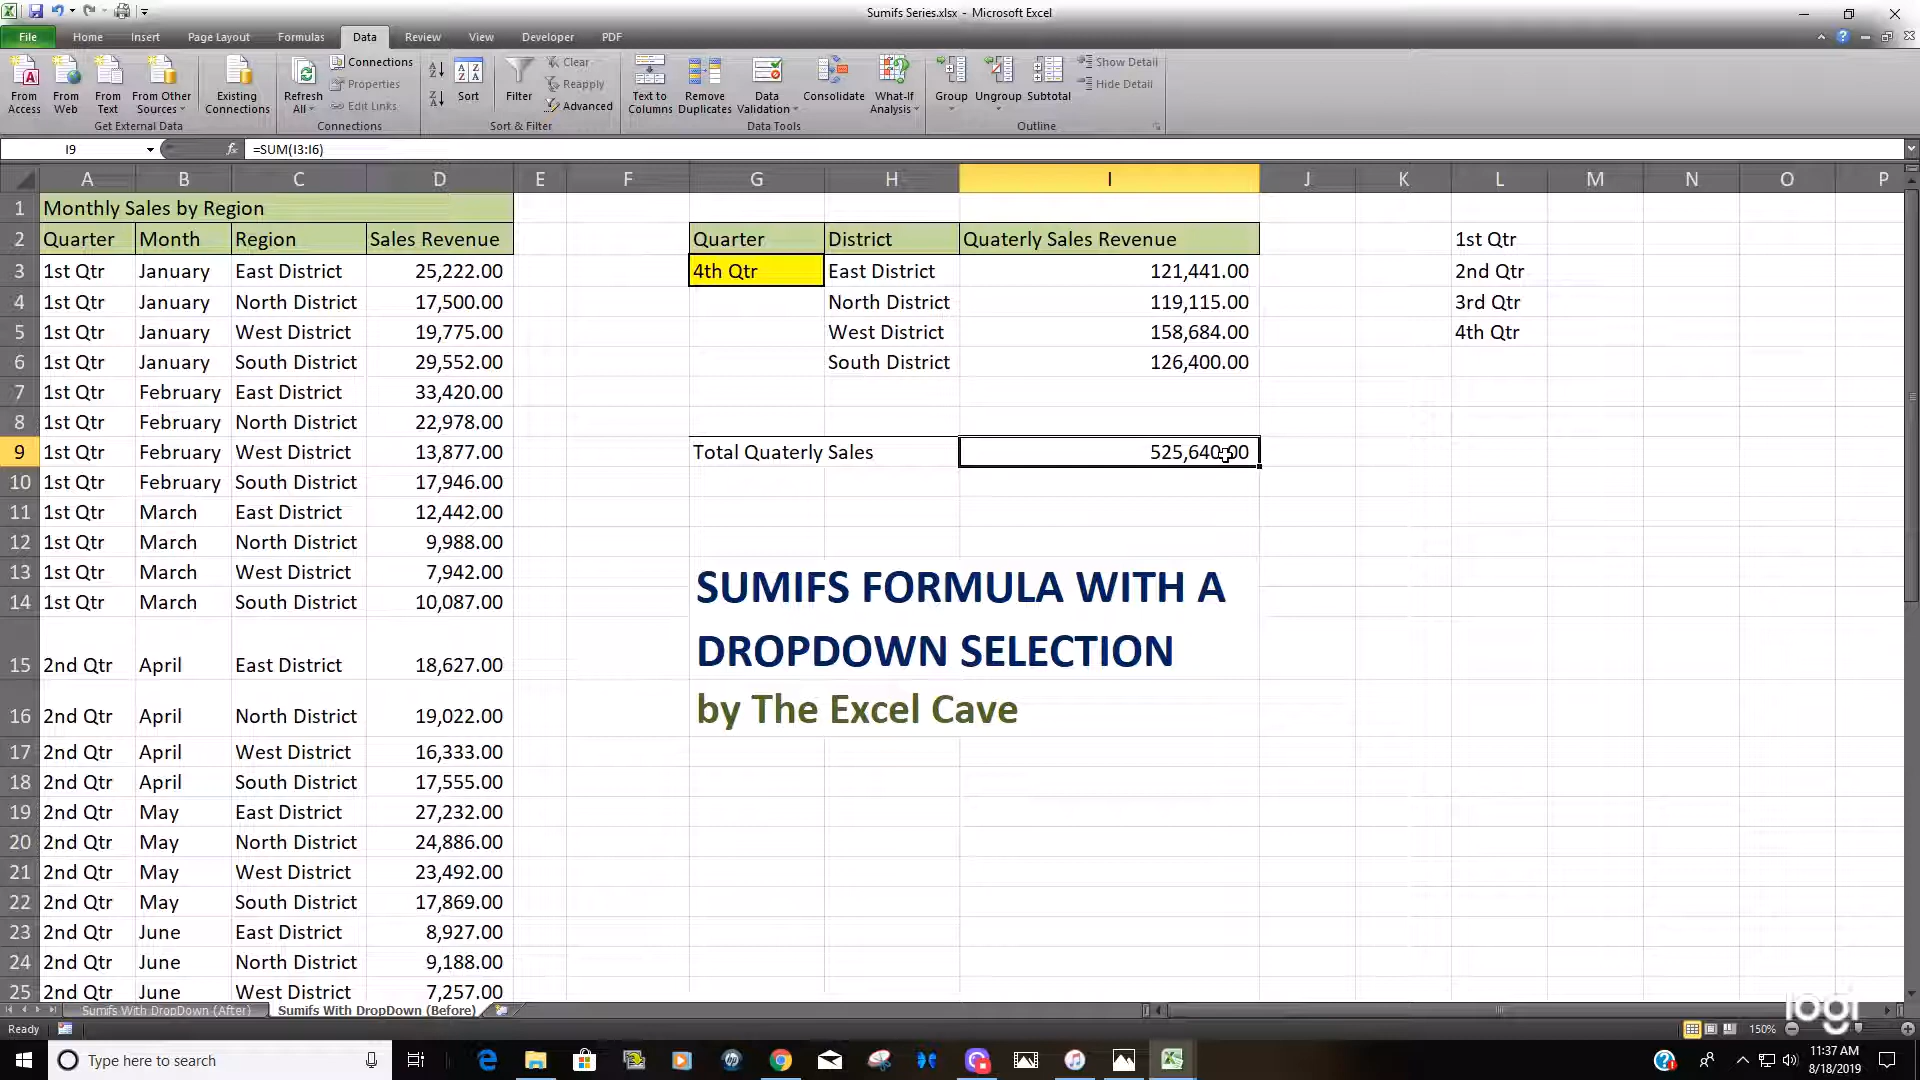 Sumifs Series.xlsx - Microsoft Excel
File Home Insert Page Layout Formulas Data Review View Developer PDF
From Access
From Web
From Text
From Other Sources
Existing Connections
Get External Data
Refresh All
Connections
Properties
Edit Links
Connections
Sort
Filter
Clear
Reapply
Advanced
Sort & Filter
Text to Columns
Remove Duplicates
Data Validation
Consolidate
What-If Analysis
Data Tools
Group
Ungroup
Subtotal
Show Detail
Hide Detail
Outline
I9 fx =SUM(I3:I6)
A B C D E F G H I J K L M N O P
1 Monthly Sales by Region
2 Quarter Month Region Sales Revenue Quarter District Quaterly Sales Revenue 1st Qtr
3 1st Qtr January East District 25,222.00 4th Qtr East District 121,441.00 2nd Qtr
4 1st Qtr January North District 17,500.00 North District 119,115.00 3rd Qtr
5 1st Qtr January West District 19,775.00 West District 158,684.00 4th Qtr
6 1st Qtr January South District 29,552.00 South District 126,400.00
7 1st Qtr February East District 33,420.00
8 1st Qtr February North District 22,978.00
9 1st Qtr February West District 13,877.00 Total Quaterly Sales 525,640.00
10 1st Qtr February South District 17,946.00
11 1st Qtr March East District 12,442.00
12 1st Qtr March North District 9,988.00
13 1st Qtr March West District 7,942.00
14 1st Qtr March South District 10,087.00
SUMIFS FORMULA WITH A
DROPDOWN SELECTION
by The Excel Cave
15 2nd Qtr April East District 18,627.00
16 2nd Qtr April North District 19,022.00
17 2nd Qtr April West District 16,333.00
18 2nd Qtr April South District 17,555.00
19 2nd Qtr May East District 27,232.00
20 2nd Qtr May North District 24,886.00
21 2nd Qtr May West District 23,492.00
22 2nd Qtr May South District 17,869.00
23 2nd Qtr June East District 8,927.00
24 2nd Qtr June North District 9,188.00
25 2nd Qtr June West District 7,257.00
Sumifs With DropDown (After) Sumifs With DropDown (Before)
logi
Ready 150%
Type here to search
11:37 AM
8/18/2019